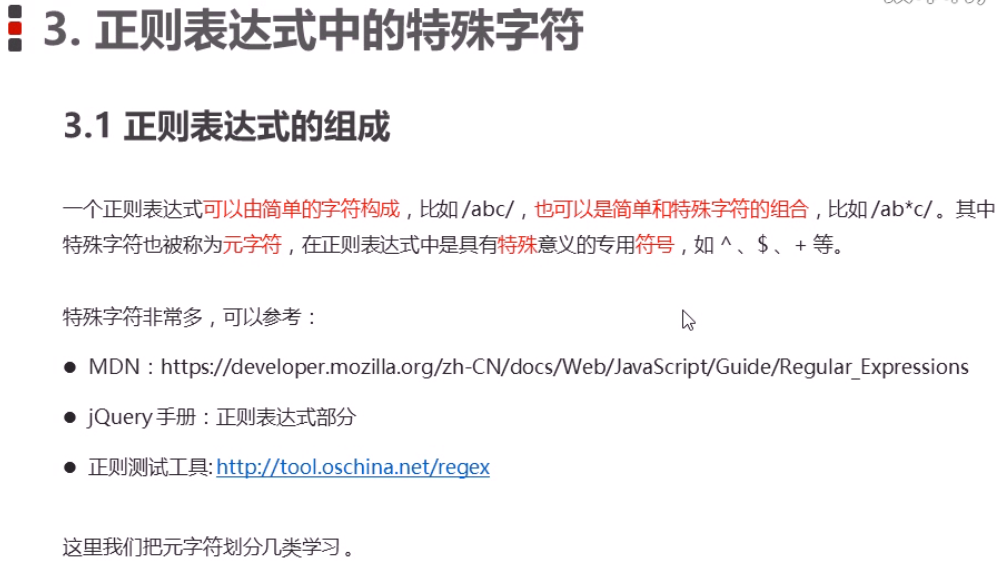 3. 正则表达式中的特殊字符
3.1 正则表达式的组成
一个正则表达式可以由简单的字符构成，比如 /abc/，也可以是简单和特殊字符的组合，比如 /ab*c/ 。其中
特殊字符也被称为元字符，在正则表达式中是具有特殊意义的专用符号，如 ^ 、$ 、+ 等。
特殊字符非常多，可以参考：
● MDN：https://developer.mozilla.org/zh-CN/docs/Web/JavaScript/Guide/Regular_Expressions
● jQuery 手册：正则表达式部分
● 正则测试工具: http://tool.oschina.net/regex
这里我们把元字符划分几类学习 。